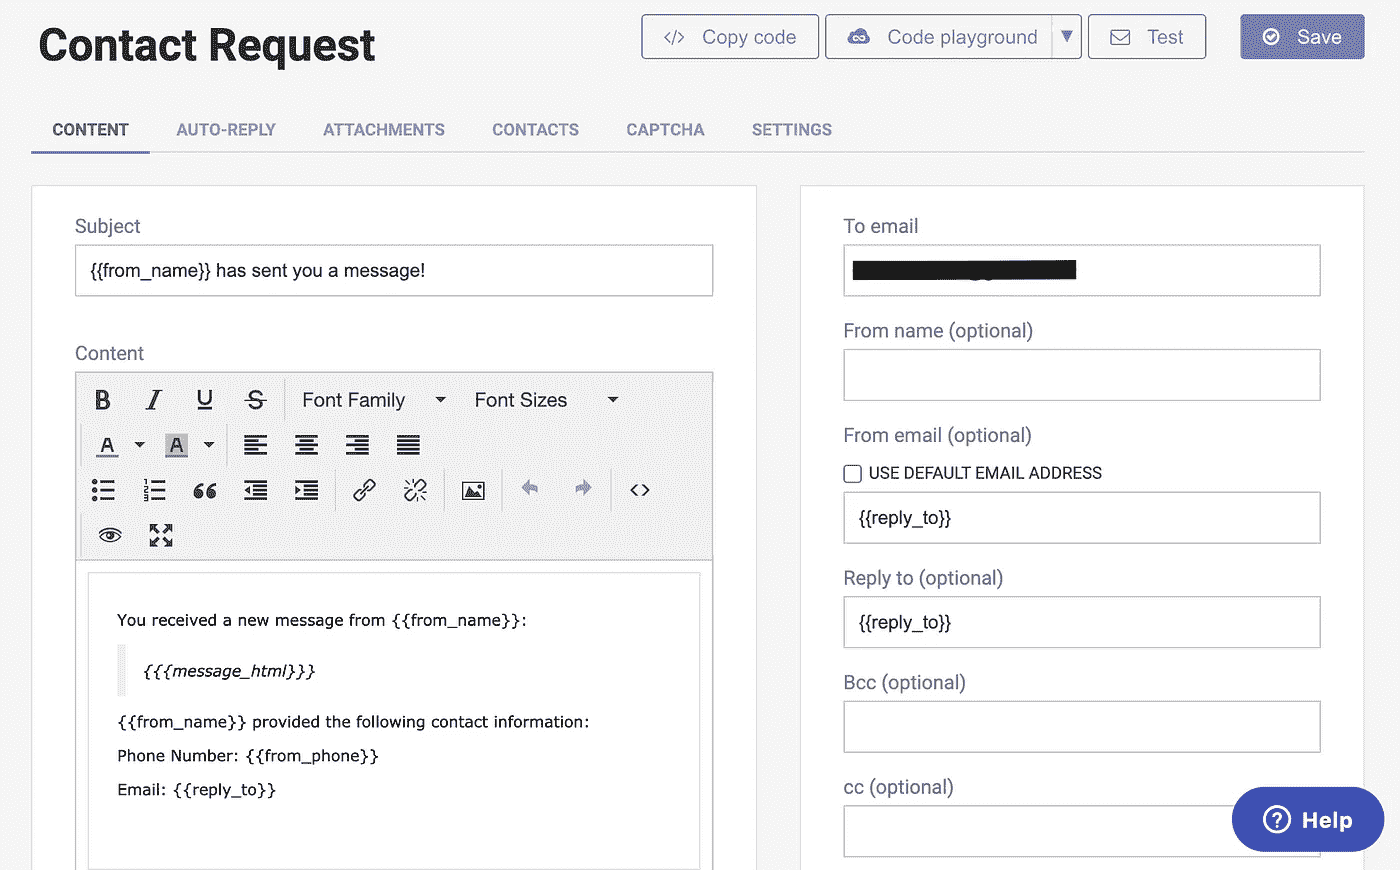 Contact Request
</> Copy code
Code playground
Test
Save
CONTENT AUTO-REPLY ATTACHMENTS CONTACTS CAPTCHA SETTINGS
Subject
{{from_name}} has sent you a message!
Content
B I U S Font Family Font Sizes
A A
<>
You received a new message from {{from_name}}:
{{{message_html}}}
{{from_name}} provided the following contact information:
Phone Number: {{from_phone}}
Email: {{reply_to}}
To email
From name (optional)
From email (optional)
USE DEFAULT EMAIL ADDRESS
{{reply_to}}
Reply to (optional)
{{reply_to}}
Bcc (optional)
cc (optional)
? Help